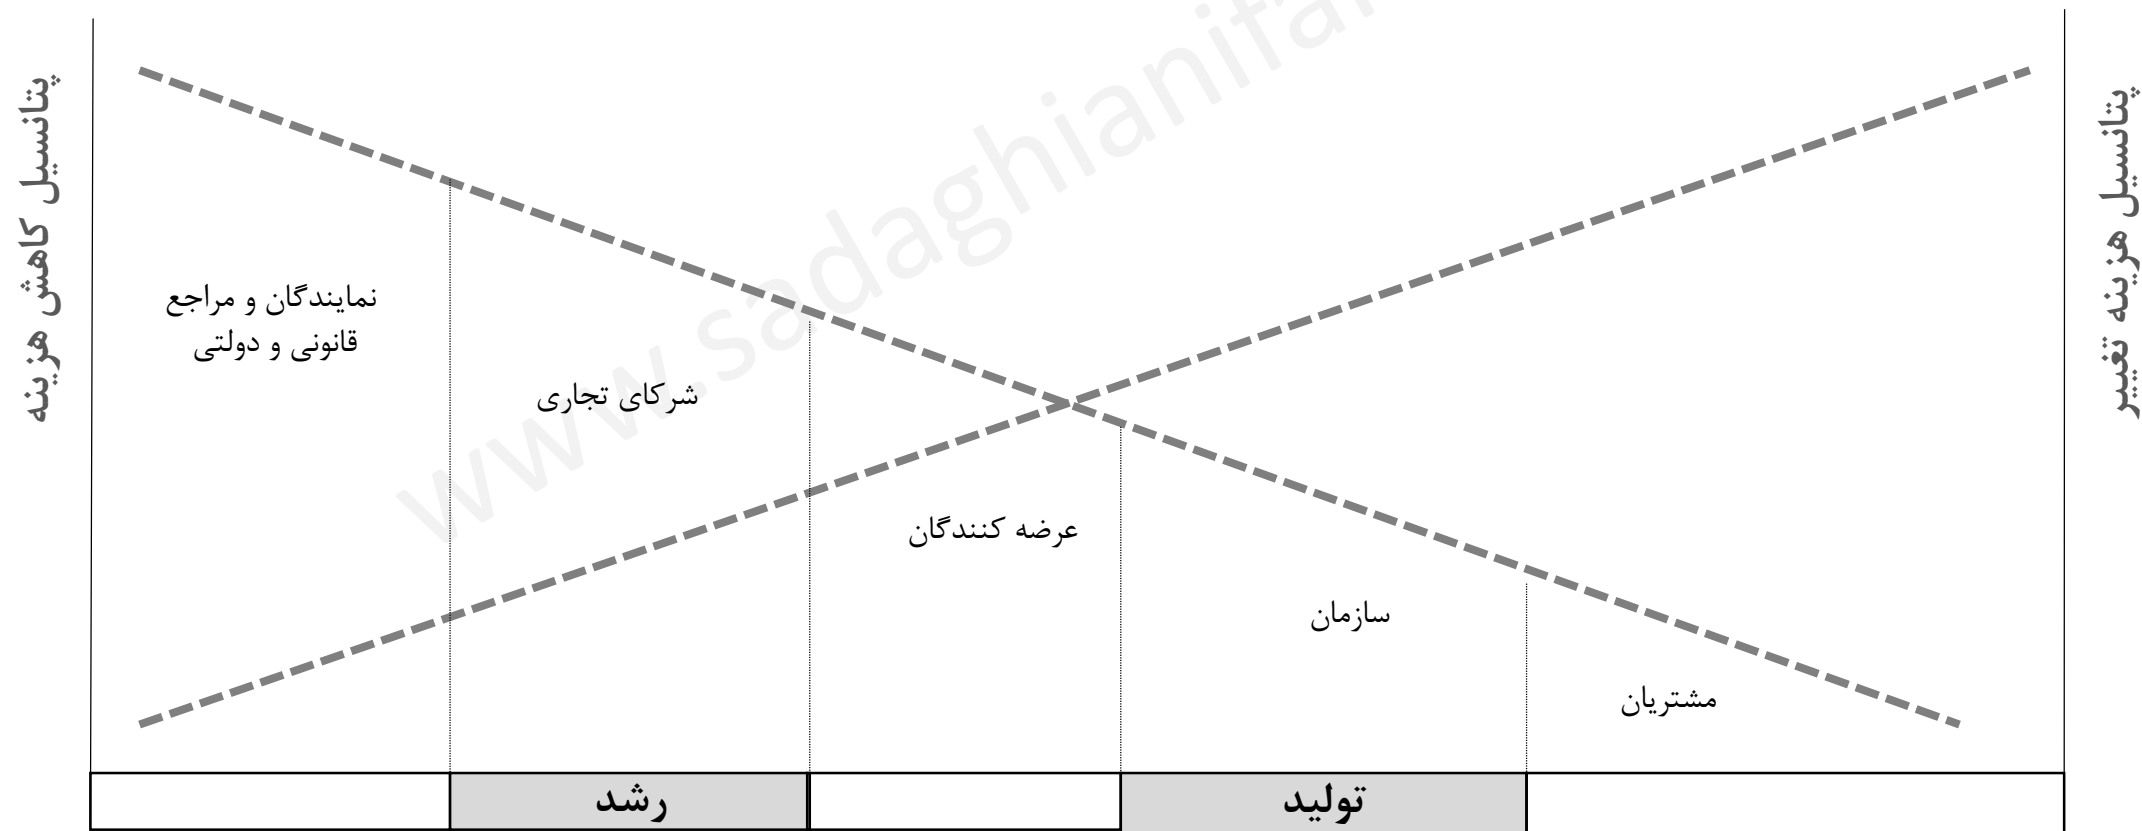 پتانسیل کاهش هزینه
پتانسیل هزینه تغییر
نمایندگان و مراجع
قانونی و دولتی
شرکای تجاری
عرضه کنندگان
سازمان
مشتریان
رشد
تولید
www.sadaghianifar